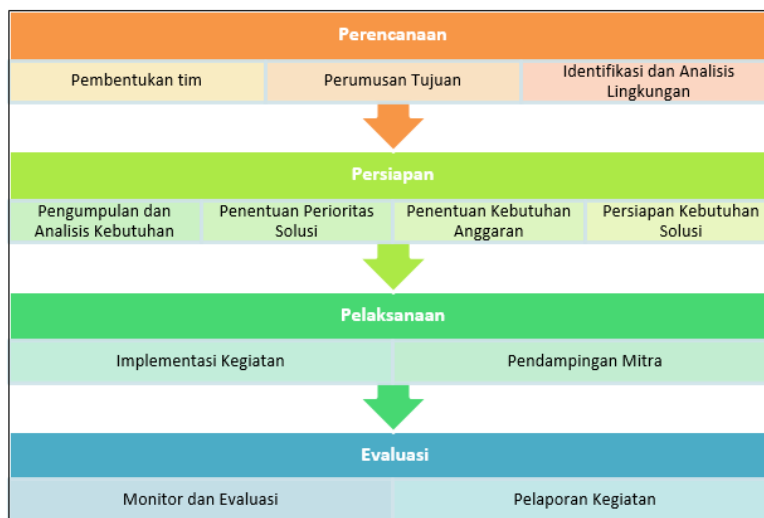 Perencanaan
Pembentukan tim
Perumusan Tujuan
Identifikasi dan Analisis
Lingkungan
Persiapan
Pengumpulan dan
Analisis Kebutuhan
Penentuan Perioritas
Solusi
Penentuan Kebutuhan
Anggaran
Persiapan Kebutuhan
Solusi
Pelaksanaan
Implementasi Kegiatan
Pendampingan Mitra
Evaluasi
Monitor dan Evaluasi
Pelaporan Kegiatan